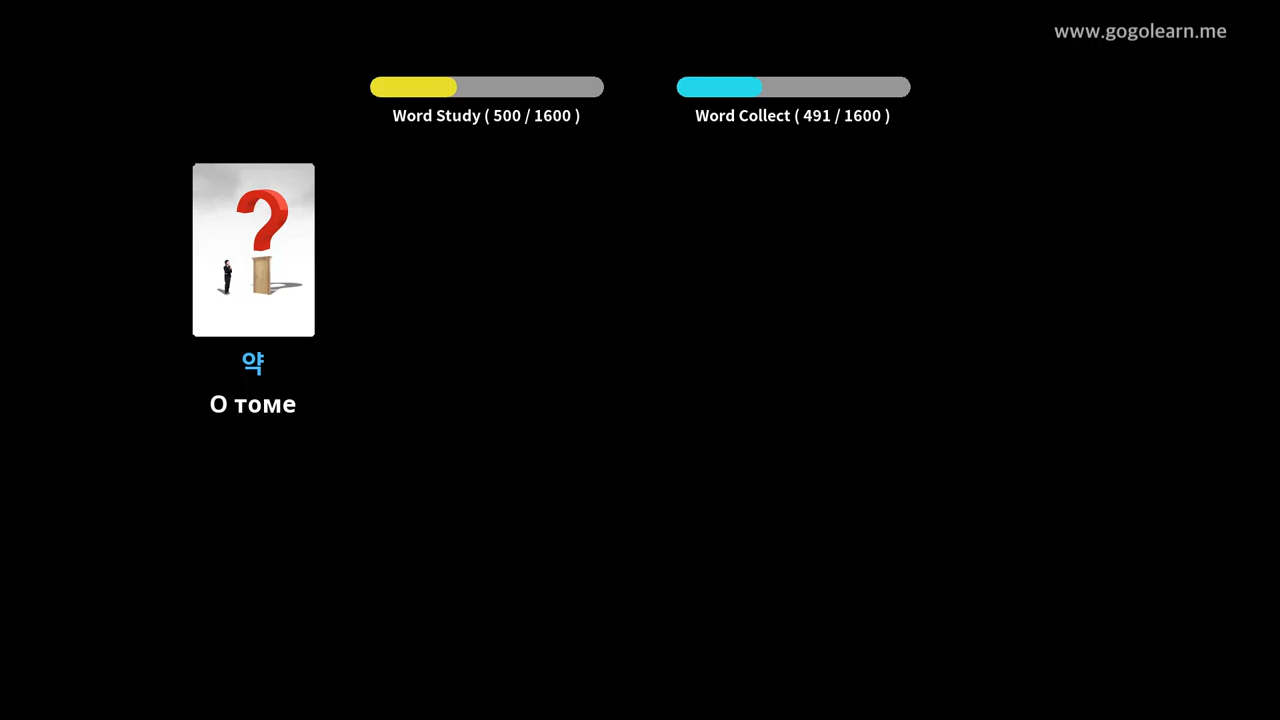 www.gogolearn.me
Word Study ( 500 / 1600 )
Word Collect ( 491 / 1600 )
약
О томе